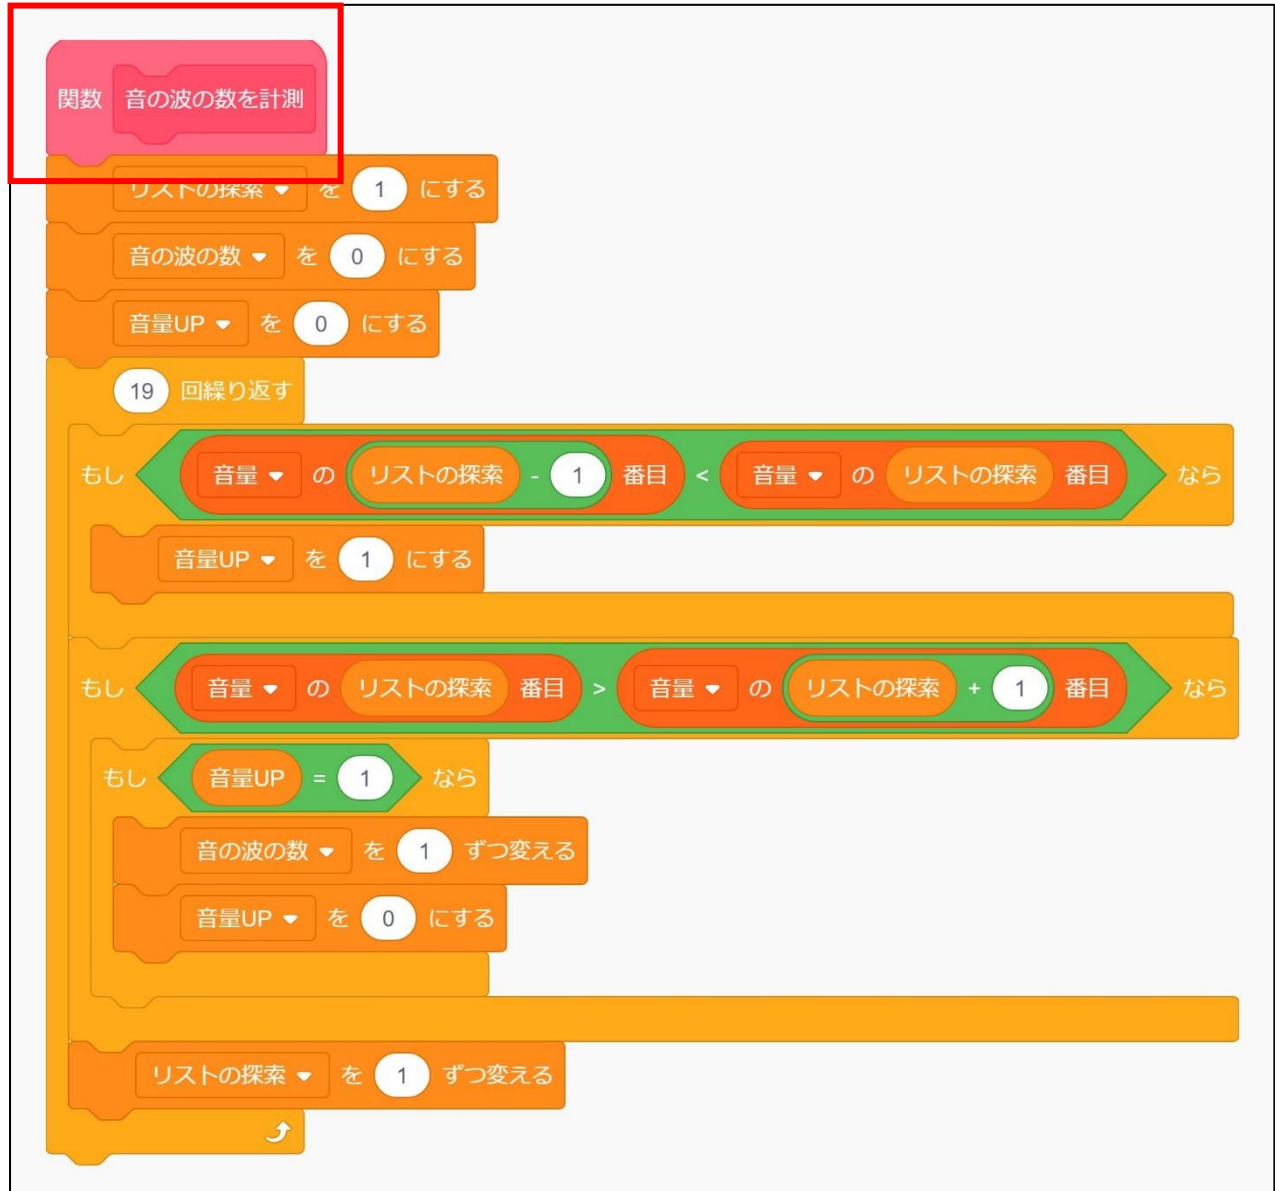 関数 音の波の数を計測
リストの探索 を 1 にする
音の波の数 を 0 にする
音量UP を 0 にする
19 回繰り返す
もし 音量 の リストの探索 - 1 番目 < 音量 の リストの探索 番目 なら
音量UP を 1 にする
もし 音量 の リストの探索 番目 > 音量 の リストの探索 + 1 番目 なら
もし 音量UP = 1 なら
音の波の数 を 1 ずつ変える
音量UP を 0 にする
リストの探索 を 1 ずつ変える